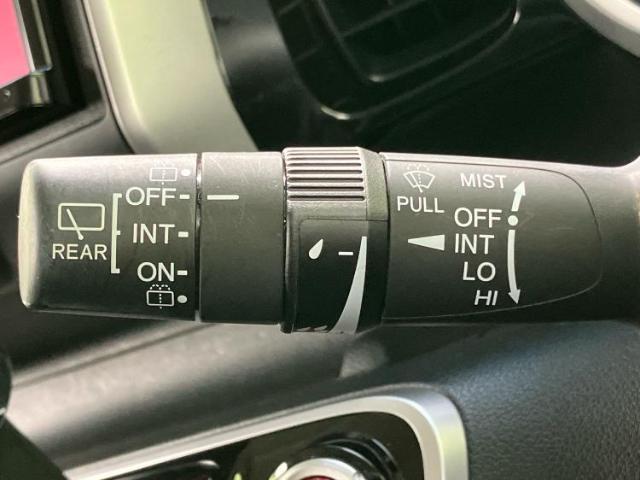 REAR
OFF
INT
ON
PULL
MIST
OFF
INT
LO
HI